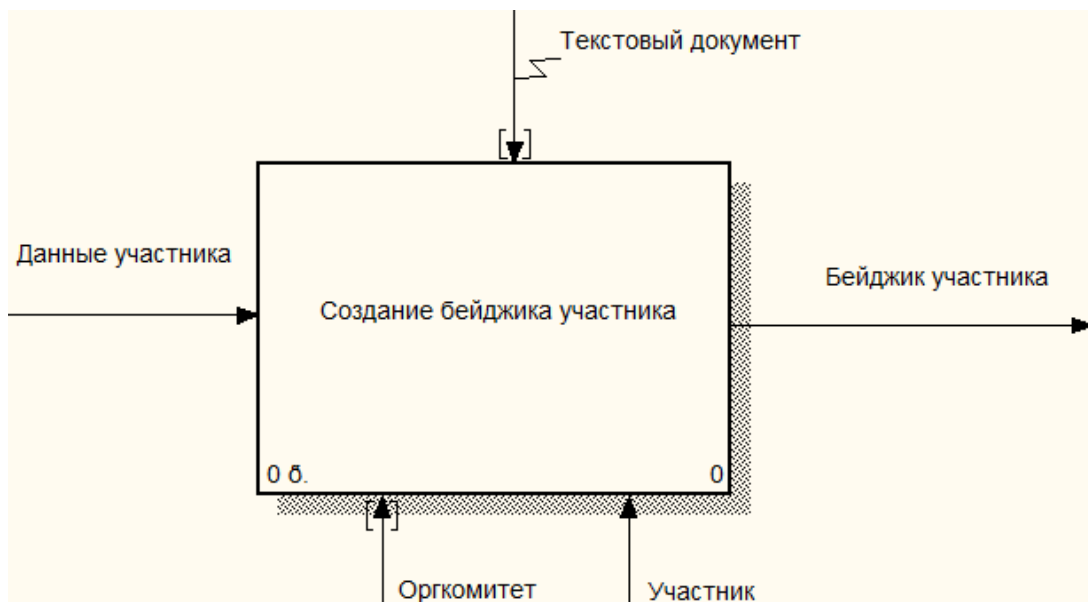 Текстовый документ
Данные участника
Создание бейджика участника
Бейджик участника
0 б.
0
Оргкомитет
Участник